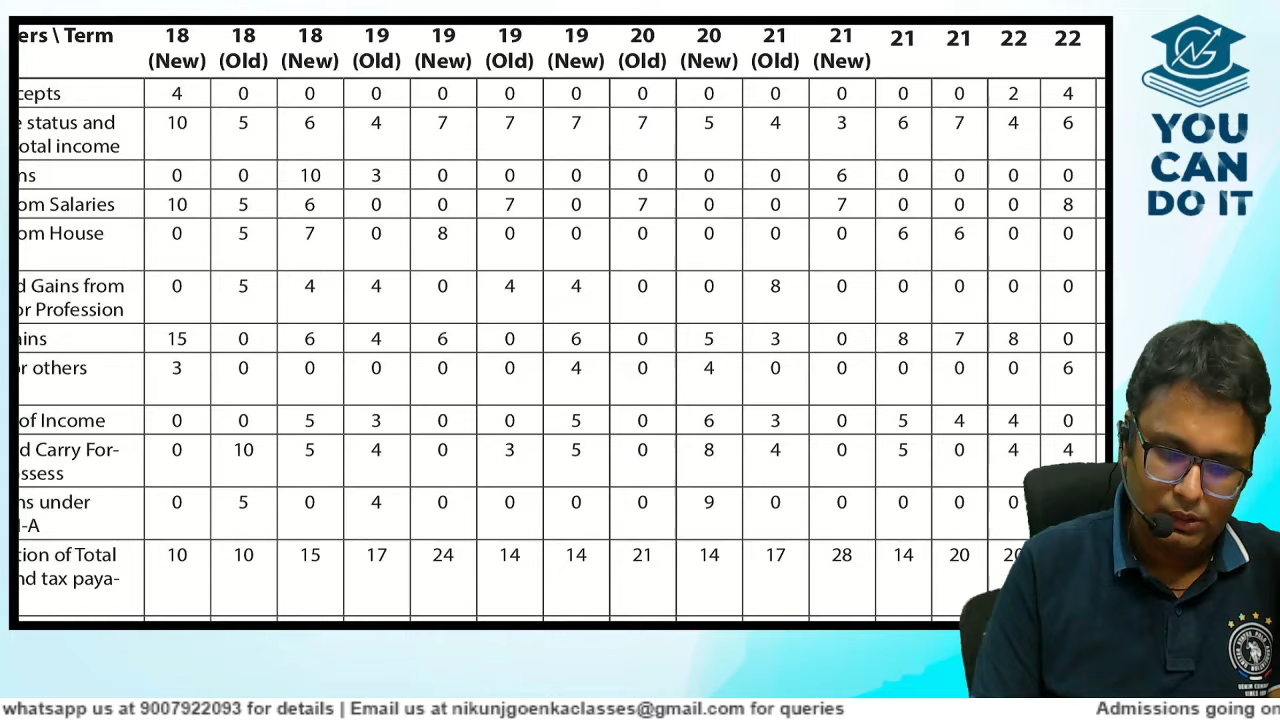 ers \ Term 18 18 18 19 19 19 19 20 20 21 21 21 21 22 22
(New) (Old) (New) (Old) (New) (Old) (New) (Old) (New) (Old) (New)
cepts 4 0 0 0 0 0 0 0 0 0 0 0 0 2 4
e status and 10 5 6 4 7 7 7 7 5 4 3 6 7 4 6
otal income
ns 0 0 10 3 0 0 0 0 0 0 6 0 0 0 0
om Salaries 10 5 6 0 0 7 0 7 0 0 7 0 0 0 8
om House 0 5 7 0 8 0 0 0 0 0 0 6 6 0 0
d Gains from 0 5 4 4 0 4 4 0 0 8 0 0 0 0 0
or Profession
ains 15 0 6 4 6 0 6 0 5 3 0 8 7 8 0
or others 3 0 0 0 0 0 4 0 4 0 0 0 0 0 6
of Income 0 0 5 3 0 0 5 0 6 3 0 5 4 4 0
d Carry For- 0 10 5 4 0 3 5 0 8 4 0 5 0 4 4
ossess
ns under 0 5 0 4 0 0 0 0 9 0 0 0 0 0
I-A
tion of Total 10 10 15 17 24 14 14 21 14 17 28 14 20 20
nd tax paya-
YOU
CAN
DO IT
whatsapp us at 9007922093 for details | Email us at nikunjgoenkaclasses@gmail.com for queries
Admissions going on